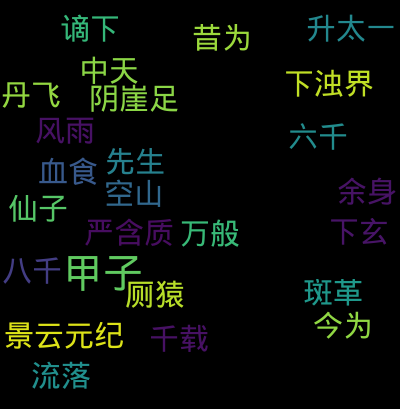 谪下
升太一
昔为
中天
下浊界
丹飞
阴崖足
风雨
六千
先生
血食
空山
余身
仙子
严含质
万般
下玄
八千
甲子
厕猿
斑革
今为
景云元纪
千载
流落